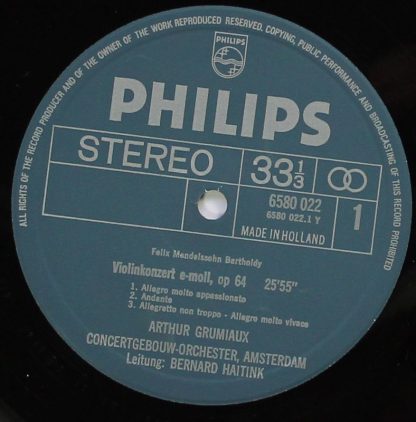 ALL RIGHTS OF THE RECORD PRODUCER AND OF THE OWNER OF THE WORK REPRODUCED RESERVED. COPYING, PUBLIC PERFORMANCE AND BROADCASTING OF THIS RECORD PROHIBITED
PHILIPS
PHILIPS
STEREO
33 1/3
6580 022
6580 022.1 Y
1
MADE IN HOLLAND
Felix Mendelssohn Bartholdy
Violinkonzert e-moll, op 64 25'55"
1. Allegro molto appassionato
2. Andante
3. Allegretto non troppo - Allegro molto vivace
ARTHUR GRUMIAUX
CONCERTGEBOUW-ORCHESTER, AMSTERDAM
Leitung: BERNARD HAITINK